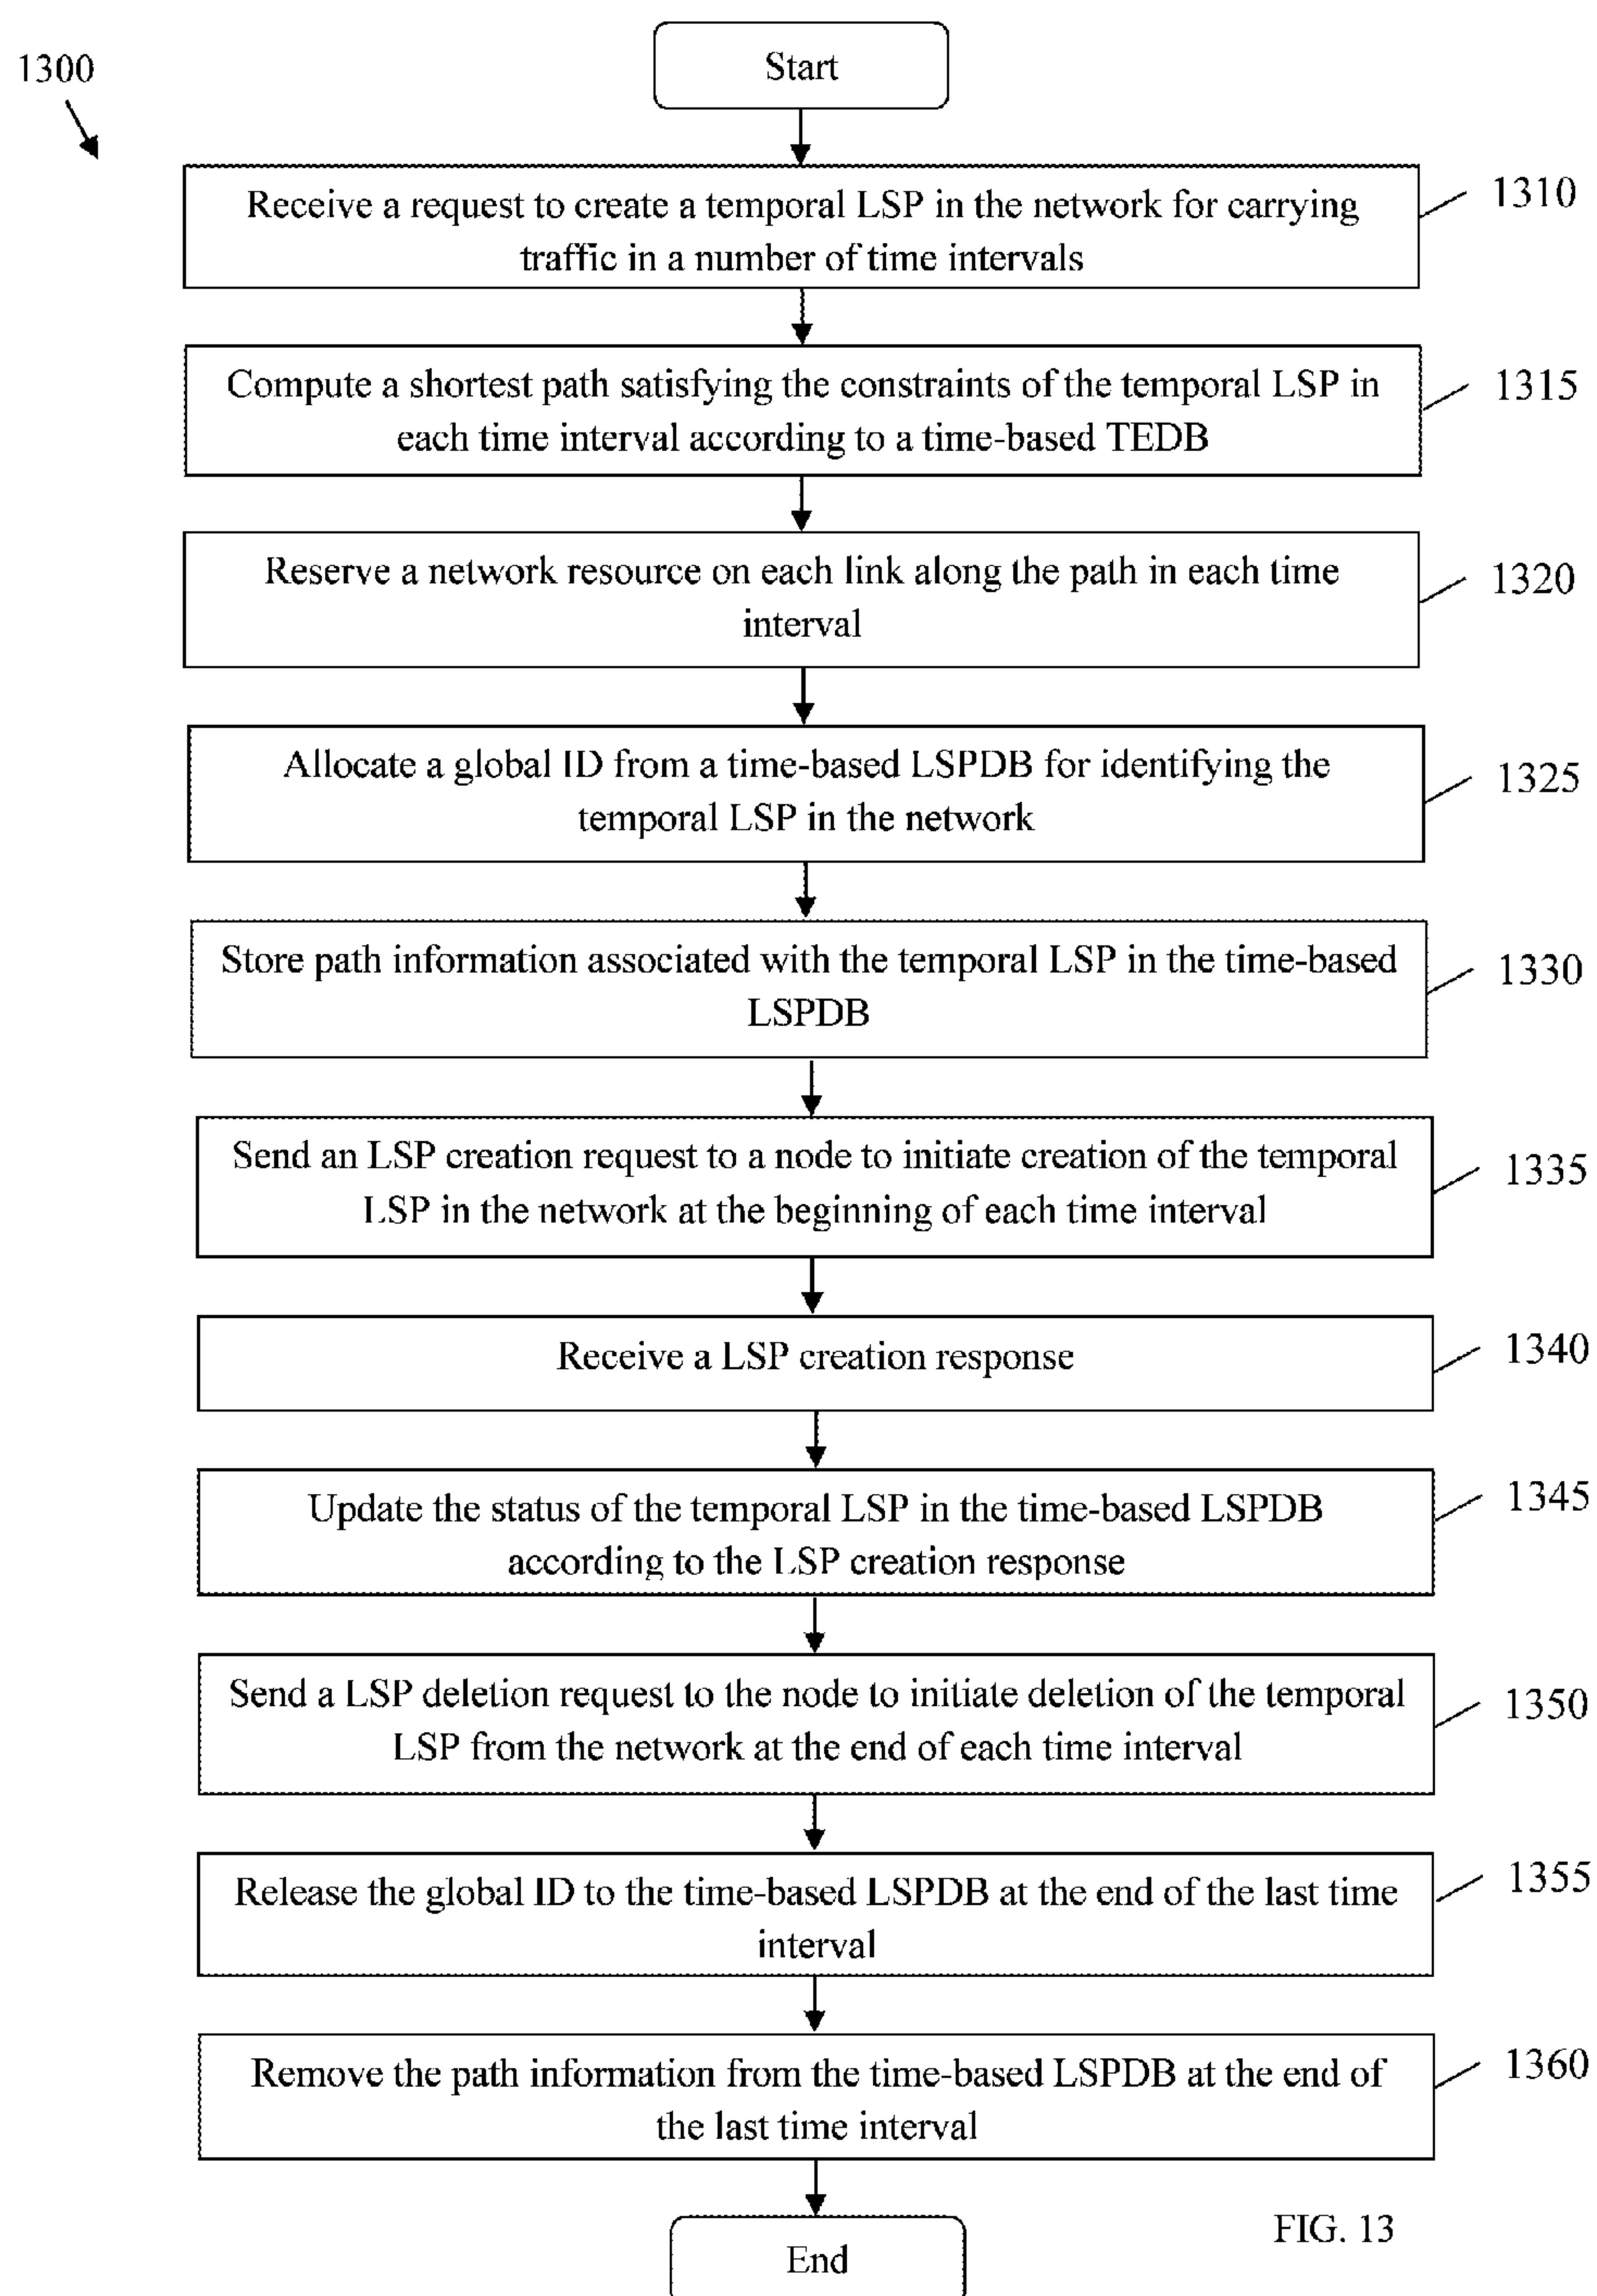 1300
Start
Receive a request to create a temporal LSP in the network for carrying
traffic in a number of time intervals
1310
Compute a shortest path satisfying the constraints of the temporal LSP in
each time interval according to a time-based TEDB
1315
Reserve a network resource on each link along the path in each time
interval
1320
Allocate a global ID from a time-based LSPDB for identifying the
temporal LSP in the network
1325
Store path information associated with the temporal LSP in the time-based
LSPDB
1330
Send an LSP creation request to a node to initiate creation of the temporal
LSP in the network at the beginning of each time interval
1335
Receive a LSP creation response
1340
Update the status of the temporal LSP in the time-based LSPDB
according to the LSP creation response
1345
Send a LSP deletion request to the node to initiate deletion of the temporal
LSP from the network at the end of each time interval
1350
Release the global ID to the time-based LSPDB at the end of the last time
interval
1355
Remove the path information from the time-based LSPDB at the end of
the last time interval
1360
End
FIG. 13